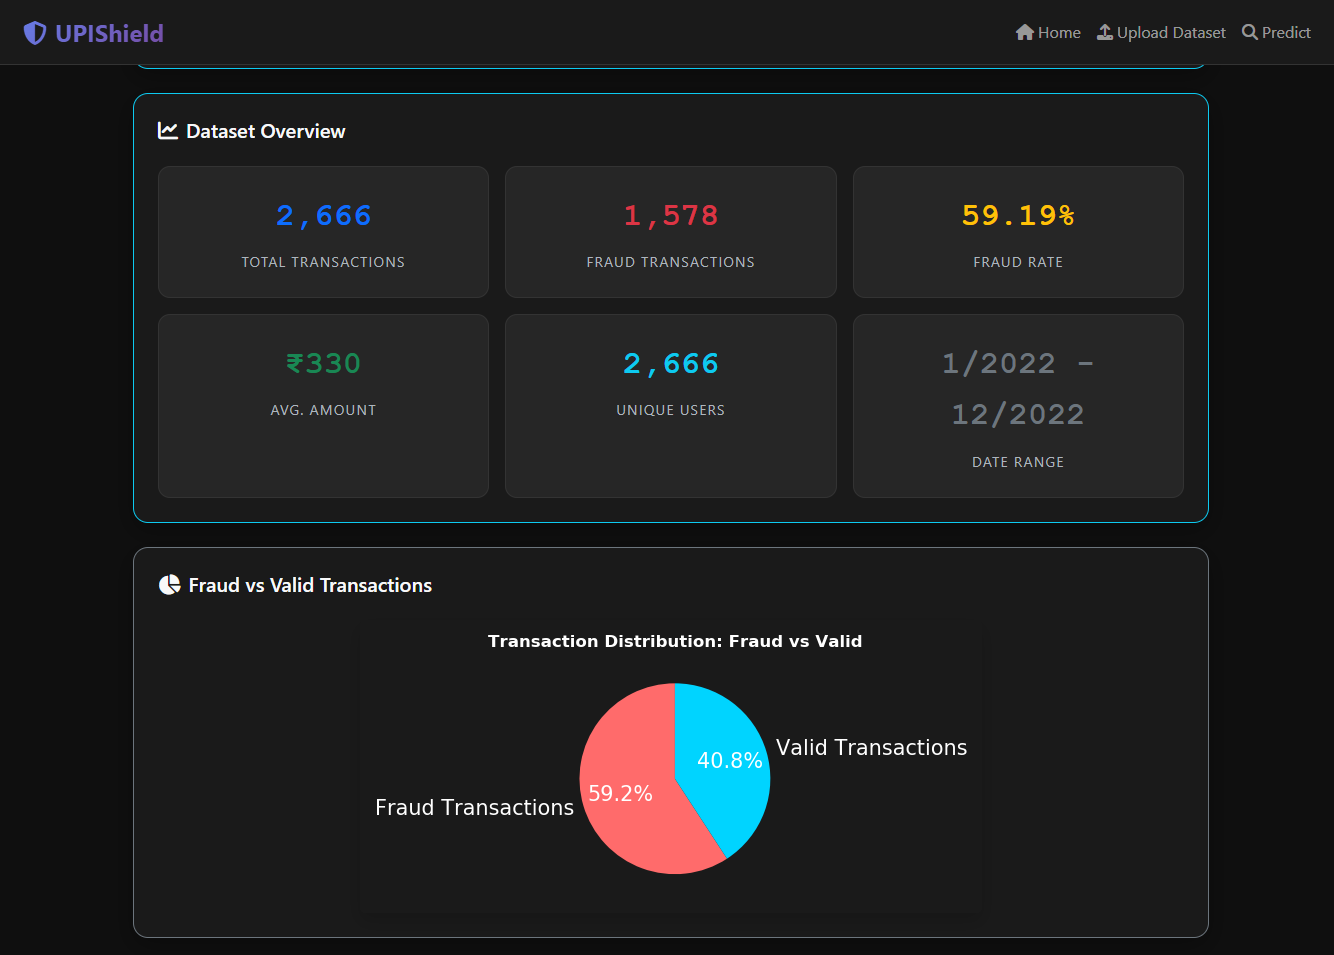 UPIShield
Home Upload Dataset Predict
Dataset Overview
2,666
TOTAL TRANSACTIONS
1,578
FRAUD TRANSACTIONS
59.19%
FRAUD RATE
₹330
AVG. AMOUNT
2,666
UNIQUE USERS
1/2022 -
12/2022
DATE RANGE
Fraud vs Valid Transactions
Transaction Distribution: Fraud vs Valid
Valid Transactions
40.8%
59.2%
Fraud Transactions